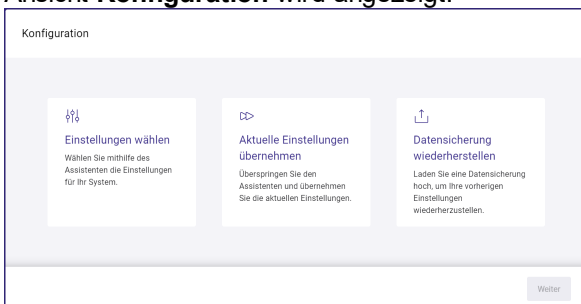 Ansicht Konfiguration wird angezeigt.
Konfiguration
Einstellungen wählen
Wählen Sie mithilfe des
Assistenten die Einstellungen
für Ihr System.
Aktuelle Einstellungen
übernehmen
Überspringen Sie den
Assistenten und übernehmen
Sie die aktuellen Einstellungen.
Datensicherung
wiederherstellen
Laden Sie eine Datensicherung
hoch, um Ihre vorherigen
Einstellungen
wiederherzustellen.
Weiter